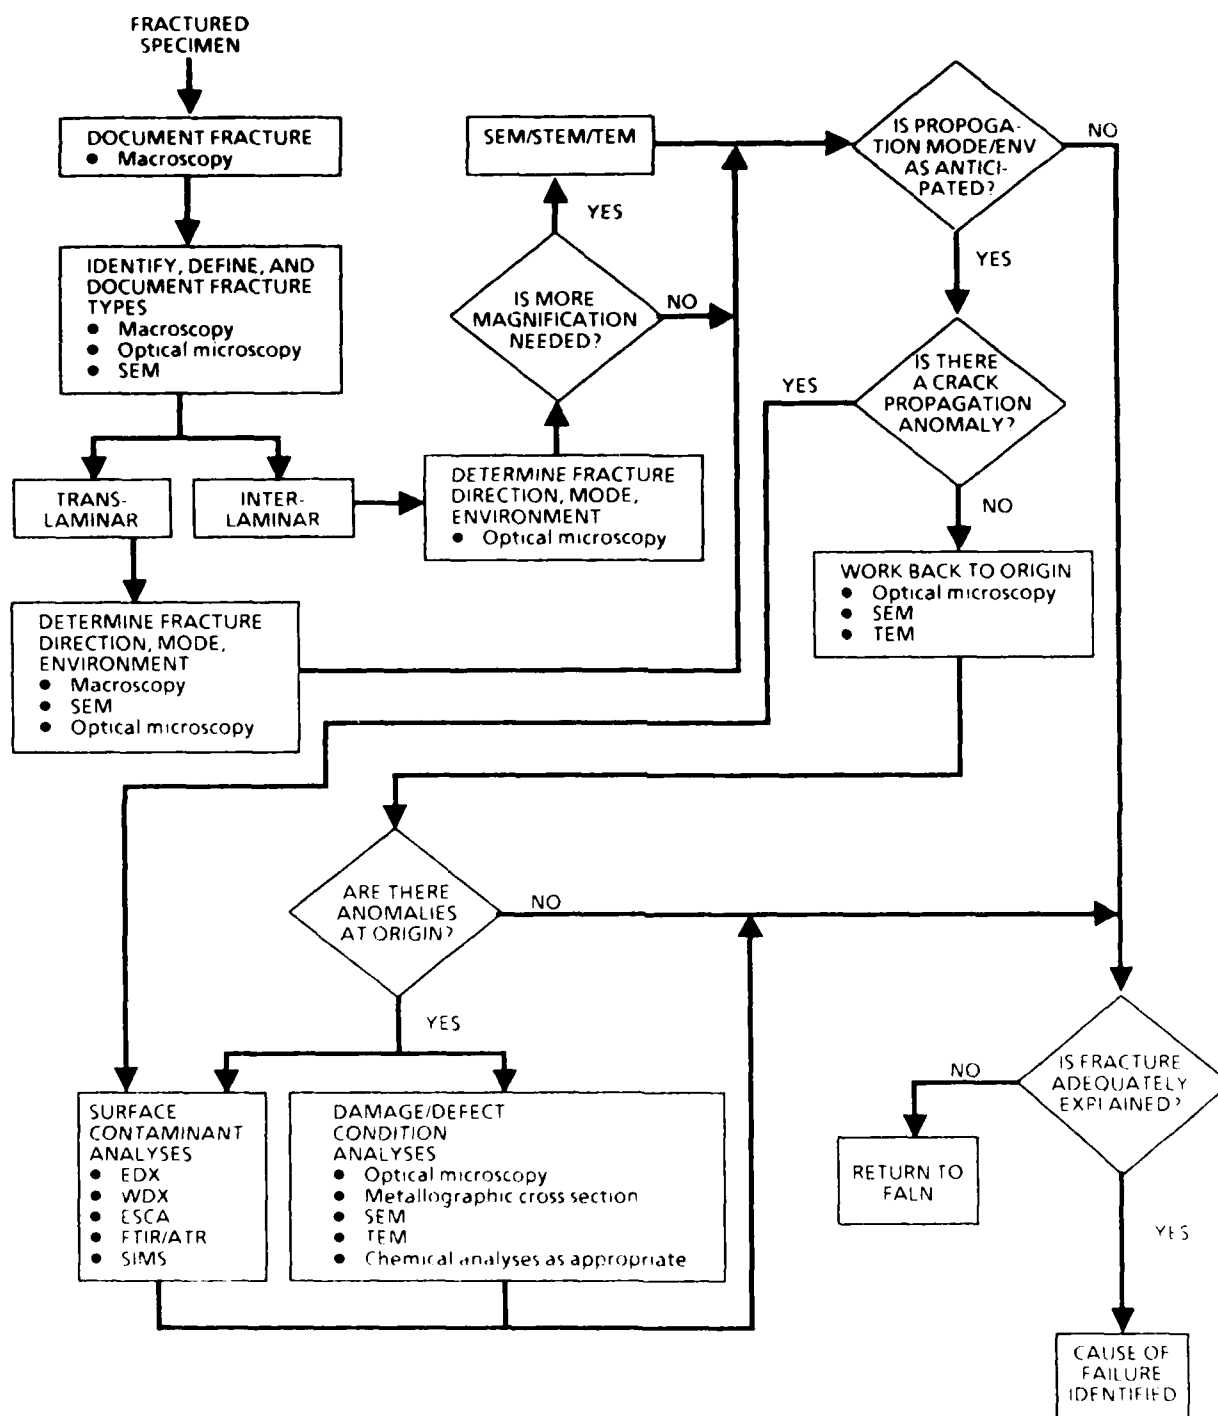 FRACTURED
SPECIMEN
DOCUMENT FRACTURE
● Macroscopy
IDENTIFY, DEFINE, AND
DOCUMENT FRACTURE
TYPES
● Macroscopy
● Optical microscopy
● SEM
TRANS-
LAMINAR
INTER-
LAMINAR
DETERMINE FRACTURE
DIRECTION, MODE,
ENVIRONMENT
● Macroscopy
● SEM
● Optical microscopy
DETERMINE FRACTURE
DIRECTION, MODE,
ENVIRONMENT
● Optical microscopy
IS MORE
MAGNIFICATION
NEEDED?
YES
NO
SEM/STEM/TEM
IS PROPOGA-
TION MODE/ENV
AS ANTICI-
PATED?
NO
YES
IS THERE
A CRACK
PROPAGATION
ANOMALY?
YES
NO
WORK BACK TO ORIGIN
● Optical microscopy
● SEM
● TEM
ARE THERE
ANOMALIES
AT ORIGIN?
NO
YES
SURFACE
CONTAMINANT
ANALYSES
● EDX
● WDX
● ESCA
● FTIR/ATR
● SIMS
DAMAGE/DEFECT
CONDITION
ANALYSES
● Optical microscopy
● Metallographic cross section
● SEM
● TEM
● Chemical analyses as appropriate
IS FRACTURE
ADEQUATELY
EXPLAINED?
NO
RETURN TO
FALN
YES
CAUSE OF
FAILURE
IDENTIFIED